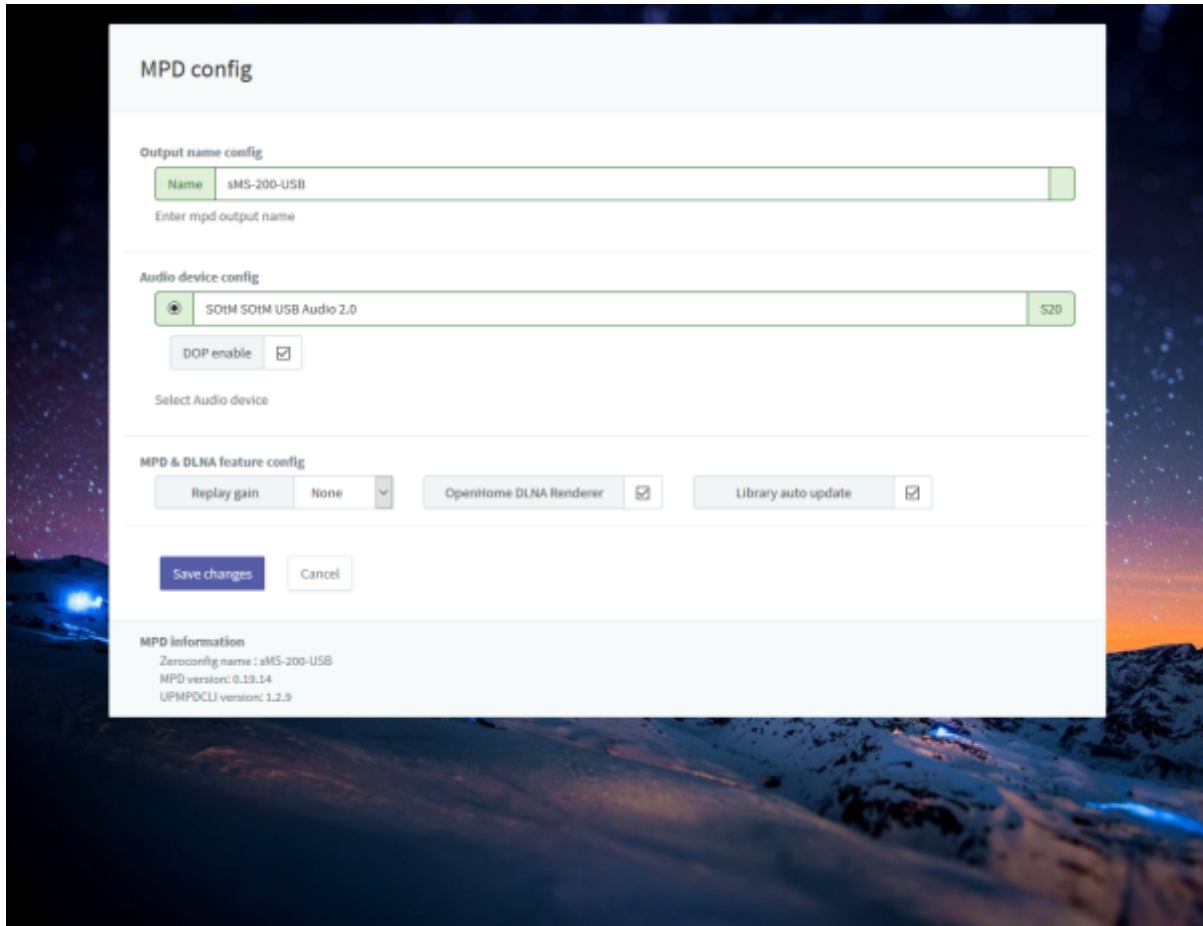 MPD config
Output name config
Name sMS-200-USB
Enter mpd output name
Audio device config
SOtM SOtM USB Audio 2.0 S20
DOP enable
Select Audio device
MPD & DLNA feature config
Replay gain None OpenHome DLNA Renderer Library auto update
Save changes Cancel
MPD information
Zeroconfig name : sMS-200-USB
MPD version: 0.19.14
UPMPDCLI version: 1.2.9